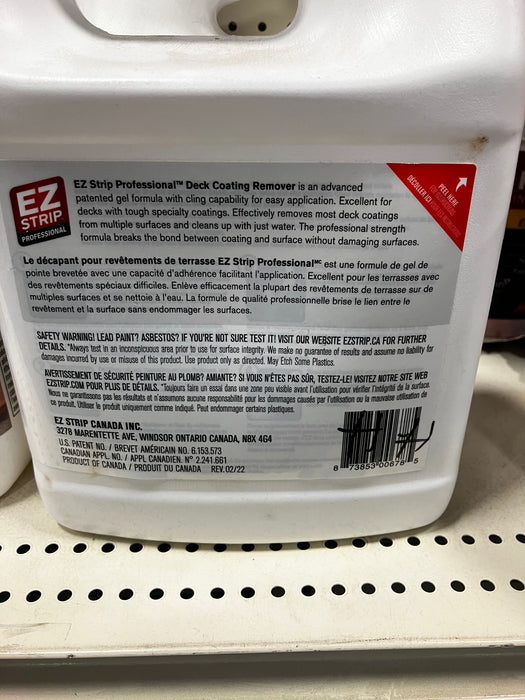 EZ
STRIP
PROFESSIONAL
EZ Strip Professional™ Deck Coating Remover is an advanced
patented gel formula with cling capability for easy application. Excellent for
decks with tough specialty coatings. Effectively removes most deck coatings
from multiple surfaces and cleans up with just water. The professional strength
formula breaks the bond between coating and surface without damaging surfaces.
PEEL HERE
DÉCOLLER ICI
Le décapant pour revêtements de terrasse EZ Strip Professional ᴹᶜ est une formule de gel de
pointe brevetée avec une capacité d'adhérence facilitant l'application. Excellent pour les terrasses avec
des revêtements spéciaux difficiles. Enlève efficacement la plupart des revêtements de terrasse sur de
multiples surfaces et se nettoie à l'eau. La formule de qualité professionnelle brise le lien entre le
revêtement et la surface sans endommager les surfaces.
SAFETY WARNING! LEAD PAINT? ASBESTOS? IF YOU'RE NOT SURE TEST IT! VISIT OUR WEBSITE EZSTRIP.CA FOR FURTHER
DETAILS. *Always test in an inconspicuous area prior to use for surface integrity. We make no guarantee of results and assume no liability for
damages incurred by use or misuse of this product. Use product only as directed. May Etch Some Plastics.
AVERTISSEMENT DE SÉCURITÉ PEINTURE AU PLOMB? AMIANTE? SI VOUS N'ÊTES PAS SÛR, TESTEZ-LE! VISITEZ NOTRE SITE WEB
EZSTRIP.COM POUR PLUS DE DÉTAILS. *Toujours faire un essai dans une zone peu visible avant l'utilisation pour vérifier l'intégrité de la surface.
Nous ne garantissons pas les résultats et n'assumons aucune responsabilité pour les dommages causés par l'utilisation ou la mauvaise utilisation de
ce produit. Utiliser le produit uniquement comme indiqué. Peut endommager certains plastiques.
EZ STRIP CANADA INC.
3278 MARENTETTE AVE, WINDSOR ONTARIO CANADA, N8X 4G4
U.S. PATENT NO. / BREVET AMÉRICAIN NO. 6,153,573
CANADIAN APPL. NO. / APPL CANADIEN. N° 2,241,661
PRODUCT OF CANADA / PRODUIT DU CANADA REV. 02/22
8 73853 00678 5